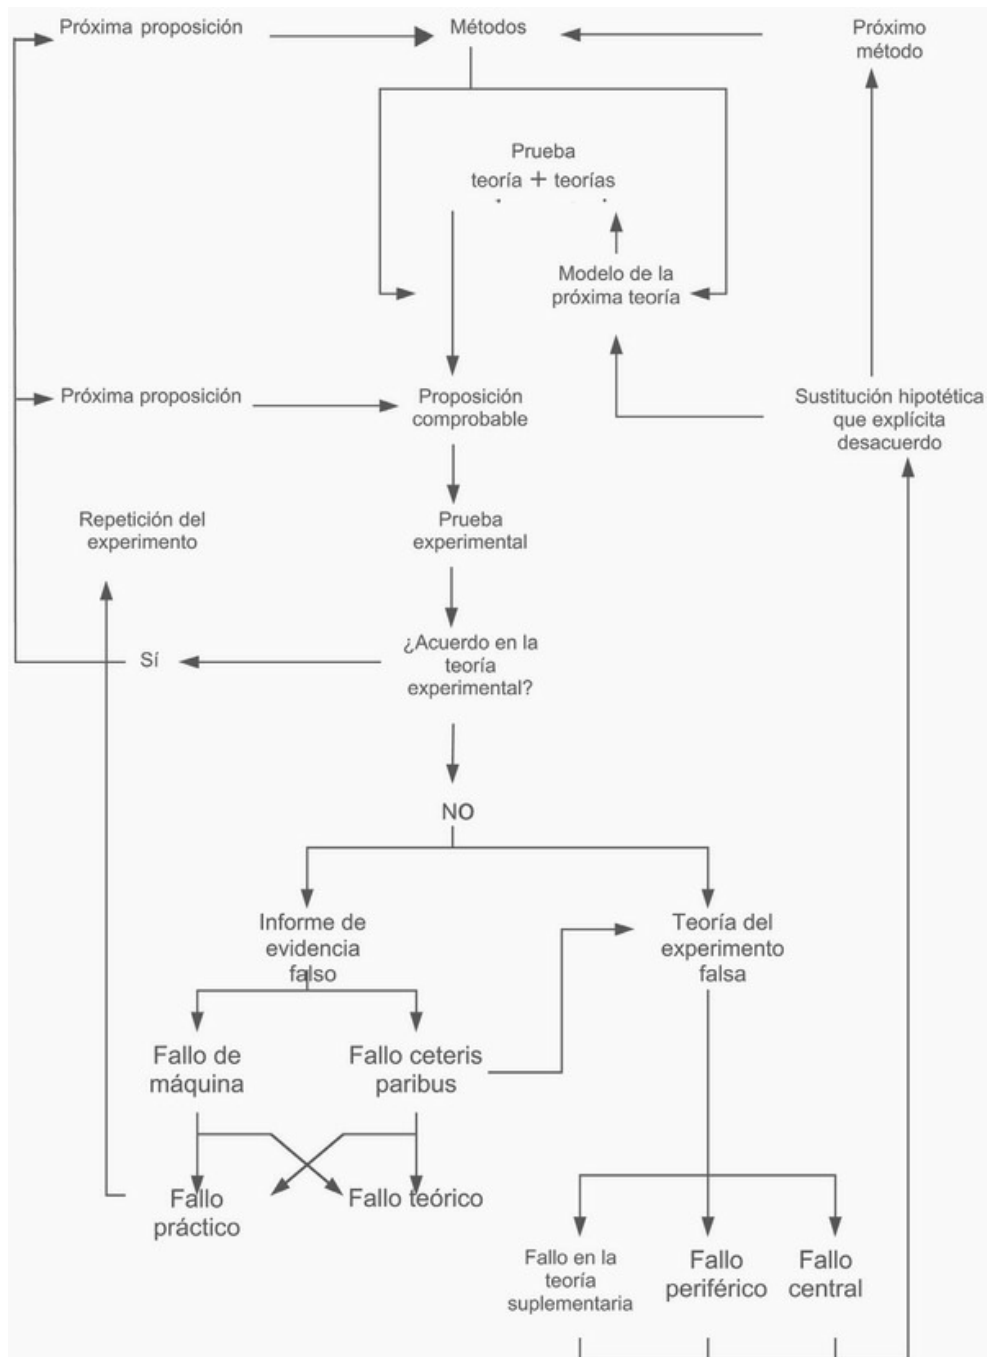 Próxima proposición
Métodos
Próximo
método
Prueba
teoría + teorías
Modelo de la
próxima teoría
Próxima proposición
Proposición
comprobable
Sustitución hipotética
que explícita
desacuerdo
Repetición del
experimento
Prueba
experimental
¿Acuerdo en la
teoría
experimental?
Sí
NO
Informe de
evidencia
falso
Teoría del
experimento
falsa
Fallo de
máquina
Fallo ceteris
paribus
Fallo
práctico
Fallo teórico
Fallo en la
teoría
suplementaria
Fallo
periférico
Fallo
central